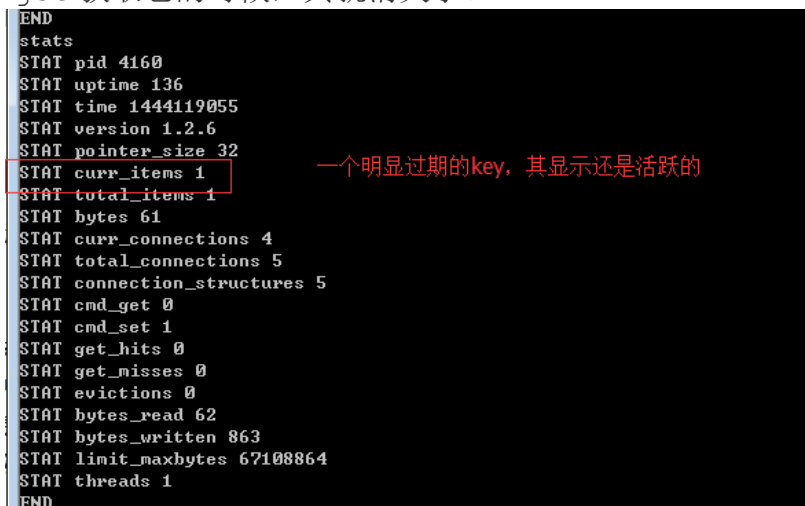 END
stats
STAT pid 4160
STAT uptime 136
STAT time 1444119055
STAT version 1.2.6
STAT pointer_size 32
STAT curr_items 1
一个明显过期的key，其显示还是活跃的
STAT total_items 1
STAT bytes 61
STAT curr_connections 4
STAT total_connections 5
STAT connection_structures 5
STAT cmd_get 0
STAT cmd_set 1
STAT get_hits 0
STAT get_misses 0
STAT evictions 0
STAT bytes_read 62
STAT bytes_written 863
STAT limit_maxbytes 67108864
STAT threads 1
END